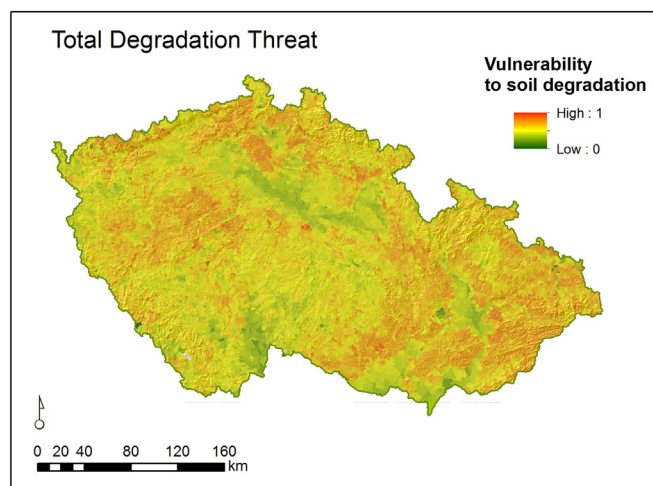 Total Degradation Threat
Vulnerability
to soil degradation
High : 1
Low : 0
0 20 40 80 120 160
km